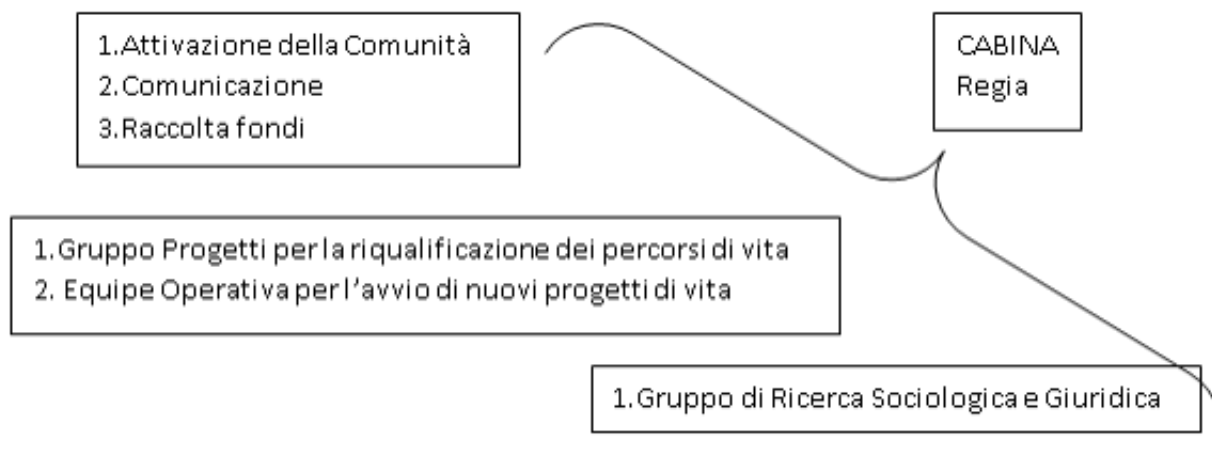 1.Attivazione della Comunità
2.Comunicazione
3.Raccolta fondi
CABINA
Regia
1.Gruppo Progetti per la riqualificazione dei percorsi di vita
2. Equipe Operativa per l'avvio di nuovi progetti di vita
1.Gruppo di Ricerca Sociologica e Giuridica